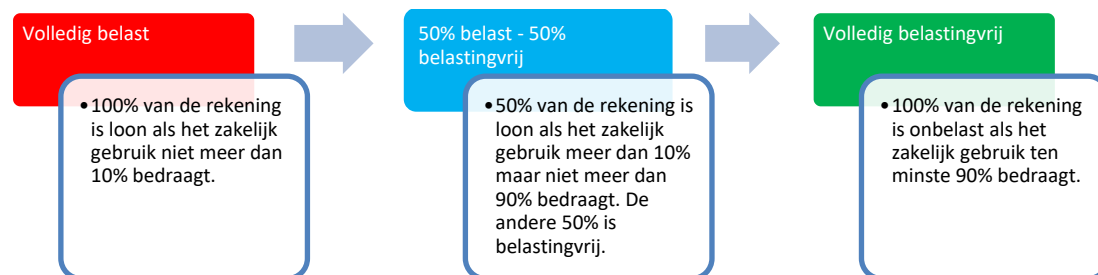 Volledig belast
•100% van de rekening
is loon als het zakelijk
gebruik niet meer dan
10% bedraagt.
50% belast - 50%
belastingvrij
•50% van de rekening is
loon als het zakelijk
gebruik meer dan 10%
maar niet meer dan
90% bedraagt. De
andere 50% is
belastingvrij.
Volledig belastingvrij
•100% van de rekening
is onbelast als het
zakelijk gebruik ten
minste 90% bedraagt.